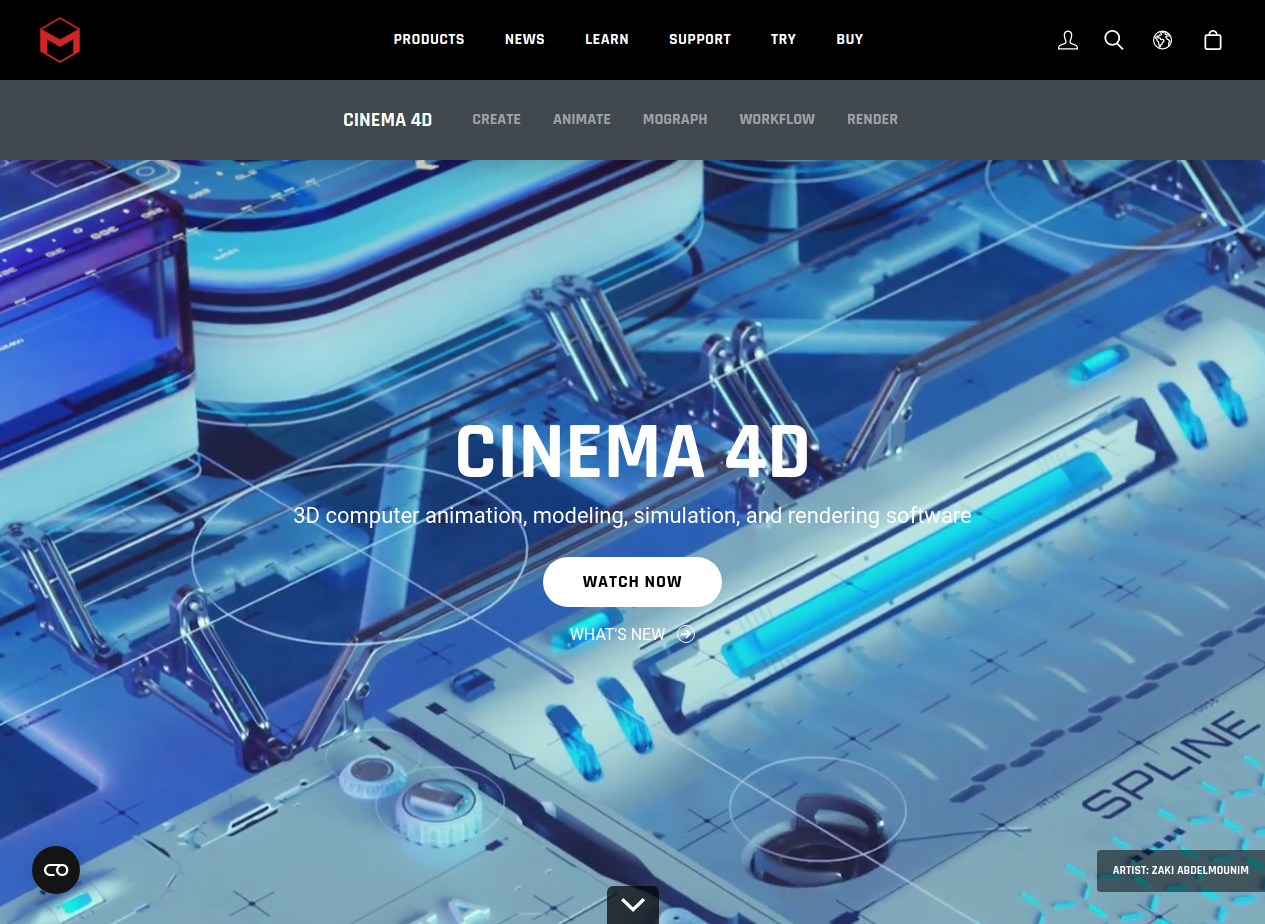 PRODUCTS NEWS LEARN SUPPORT TRY BUY
CINEMA 4D CREATE ANIMATE MOGRAPH WORKFLOW RENDER
CINEMA 4D
3D computer animation, modeling, simulation, and rendering software
WATCH NOW
WHAT'S NEW
SPLINE
ARTIST: ZAKI ABDELMOUNIM